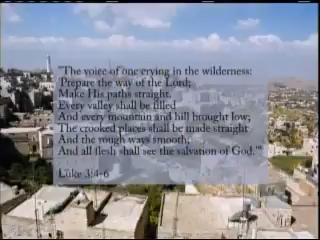 "The voice of one crying in the wilderness:
'Prepare the way of the Lord;
Make His paths straight.
Every valley shall be filled
And every mountain and hill brought low;
The crooked places shall be made straight
And the rough ways smooth;
And all flesh shall see the salvation of God.'"
Luke 3:4-6